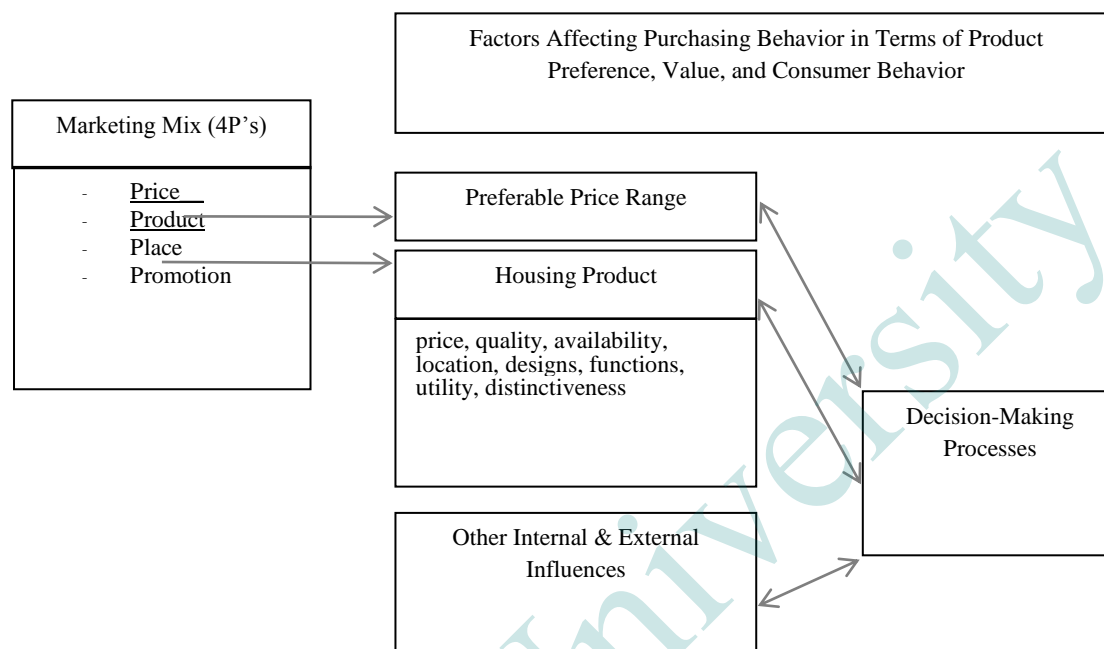 Factors Affecting Purchasing Behavior in Terms of Product
Preference, Value, and Consumer Behavior
Marketing Mix (4P’s)
- Price
- Product
- Place
- Promotion
Preferable Price Range
Housing Product
price, quality, availability,
location, designs, functions,
utility, distinctiveness
Decision-Making
Processes
Other Internal & External
Influences
University